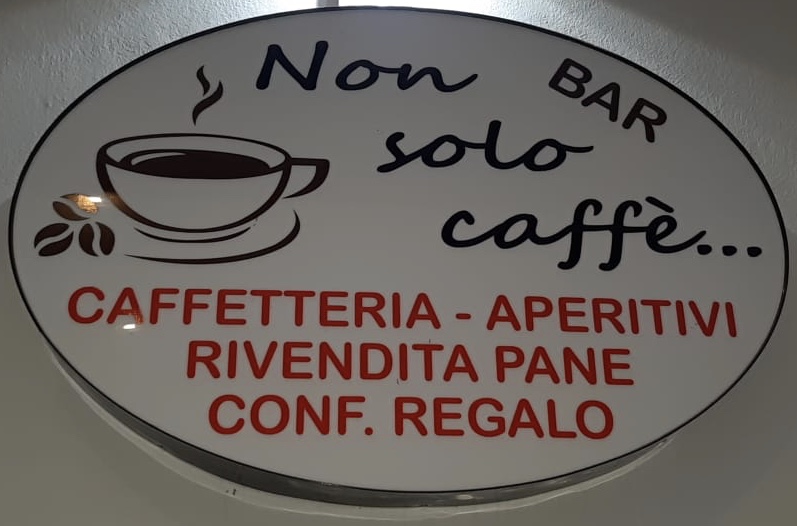 Non
BAR
solo
caffè...
CAFFETTERIA - APERITIVI
RIVENDITA PANE
CONF. REGALO